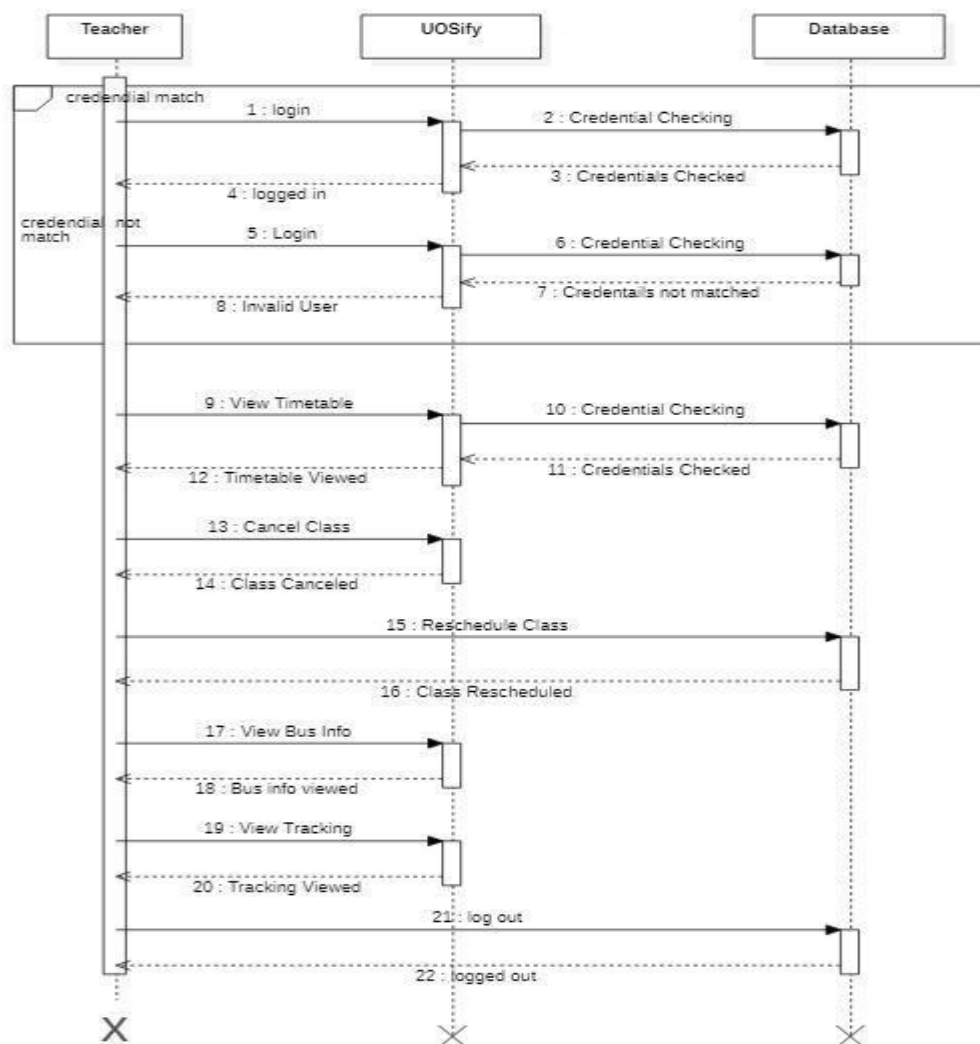 Teacher
UOSify
Database
credendial match
1 : login
2 : Credential Checking
3 : Credentials Checked
4 : logged in
credendial not
match
5 : Login
6 : Credential Checking
7 : Credentails not matched
8 : Invalid User
9 : View Timetable
10 : Credential Checking
11 : Credentials Checked
12 : Timetable Viewed
13 : Cancel Class
14 : Class Canceled
15 : Reschedule Class
16 : Class Rescheduled
17 : View Bus Info
18 : Bus info viewed
19 : View Tracking
20 : Tracking Viewed
21 : log out
22 : logged out